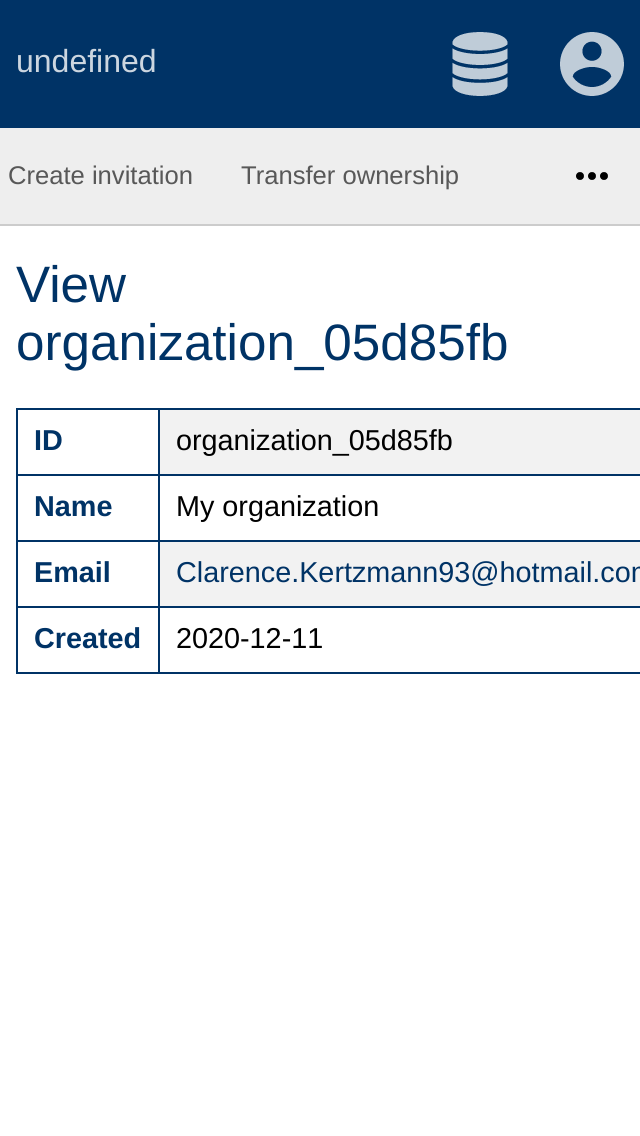 undefined
Create invitation Transfer ownership
View
organization_05d85fb
ID organization_05d85fb
Name My organization
Email Clarence.Kertzmann93@hotmail.co
Created 2020-12-11